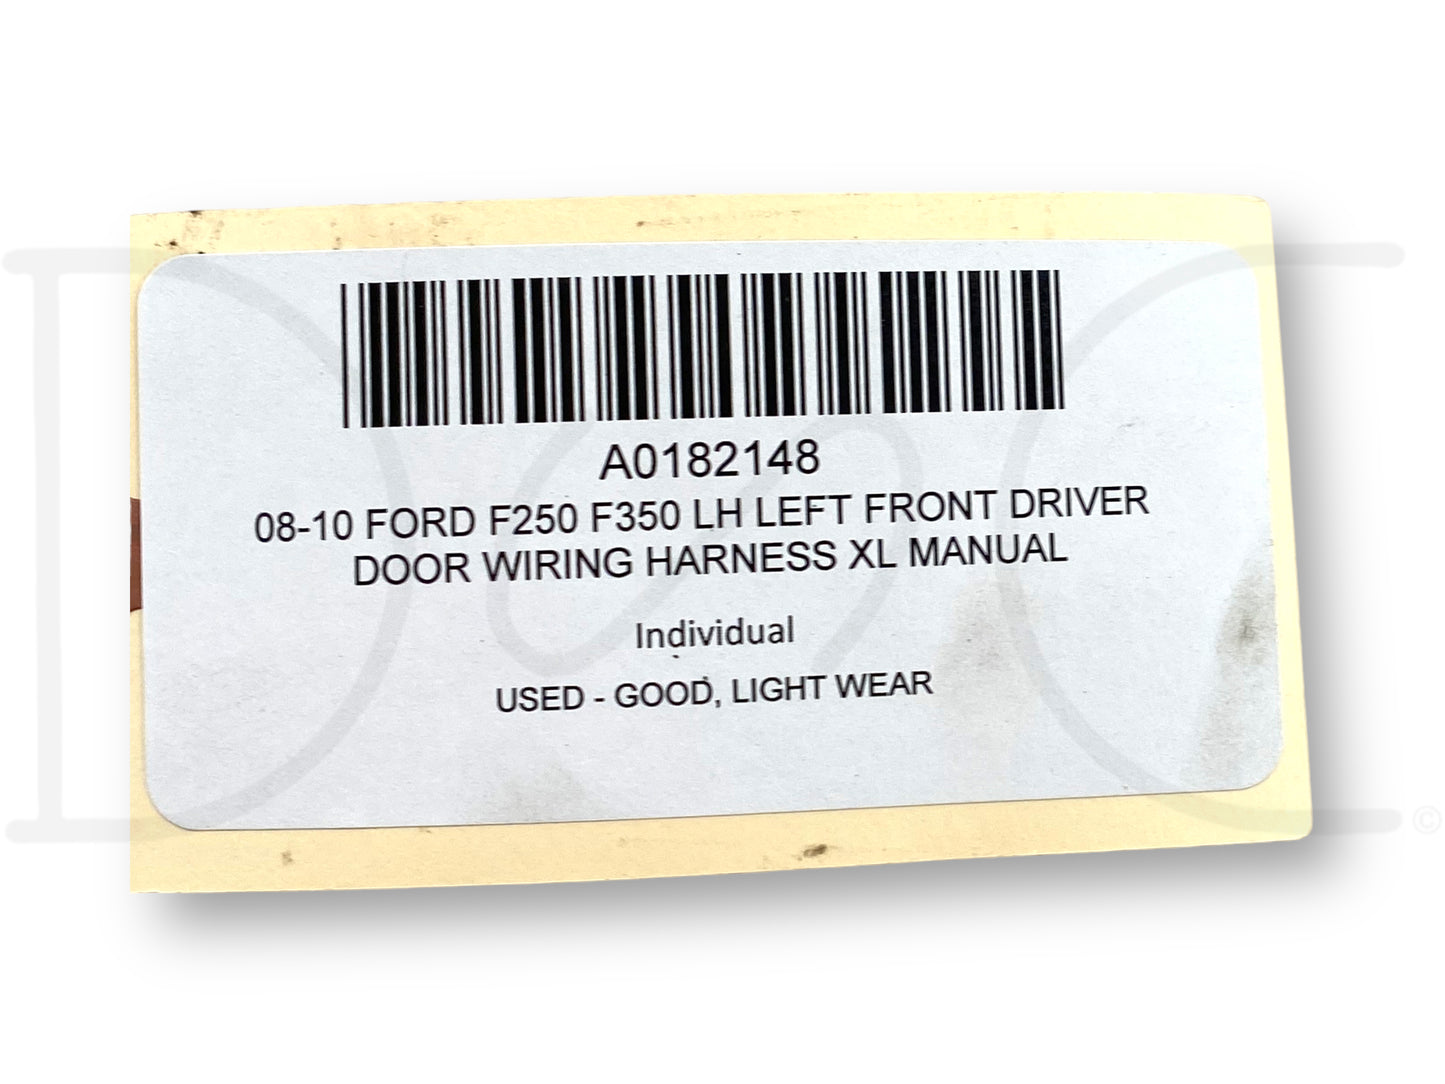 A0182148
08-10 FORD F250 F350 LH LEFT FRONT DRIVER
DOOR WIRING HARNESS XL MANUAL
Individual
USED - GOOD, LIGHT WEAR
©